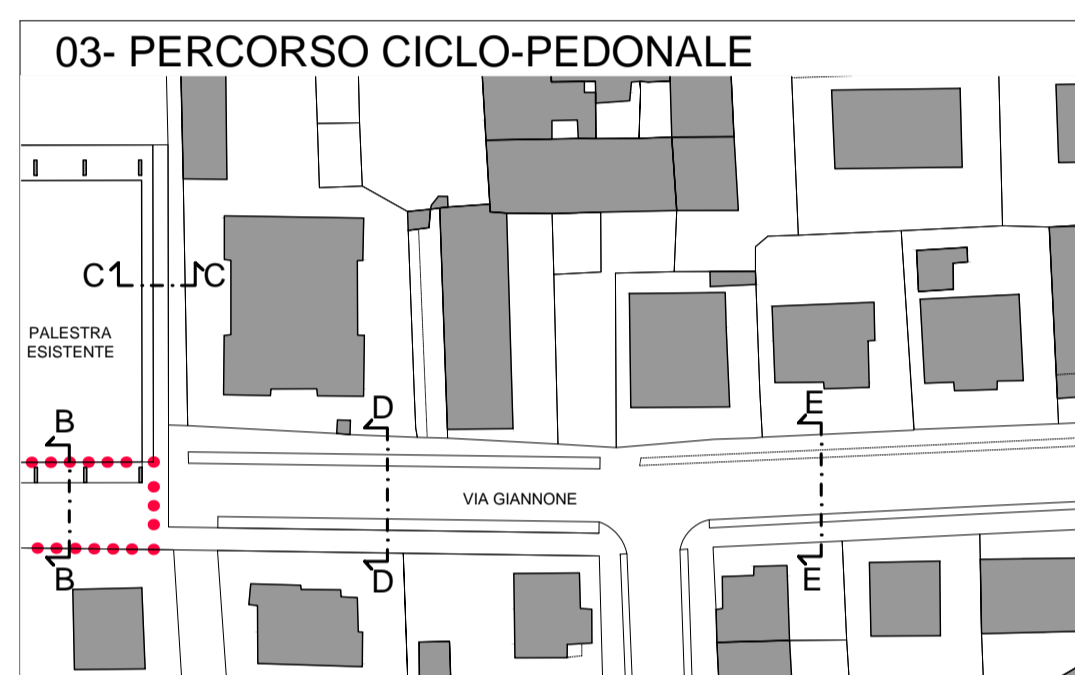 03- PERCORSO CICLO-PEDONALE
C C
PALESTRA
ESISTENTE
B
D
E
VIA GIANNONE
B
D
E